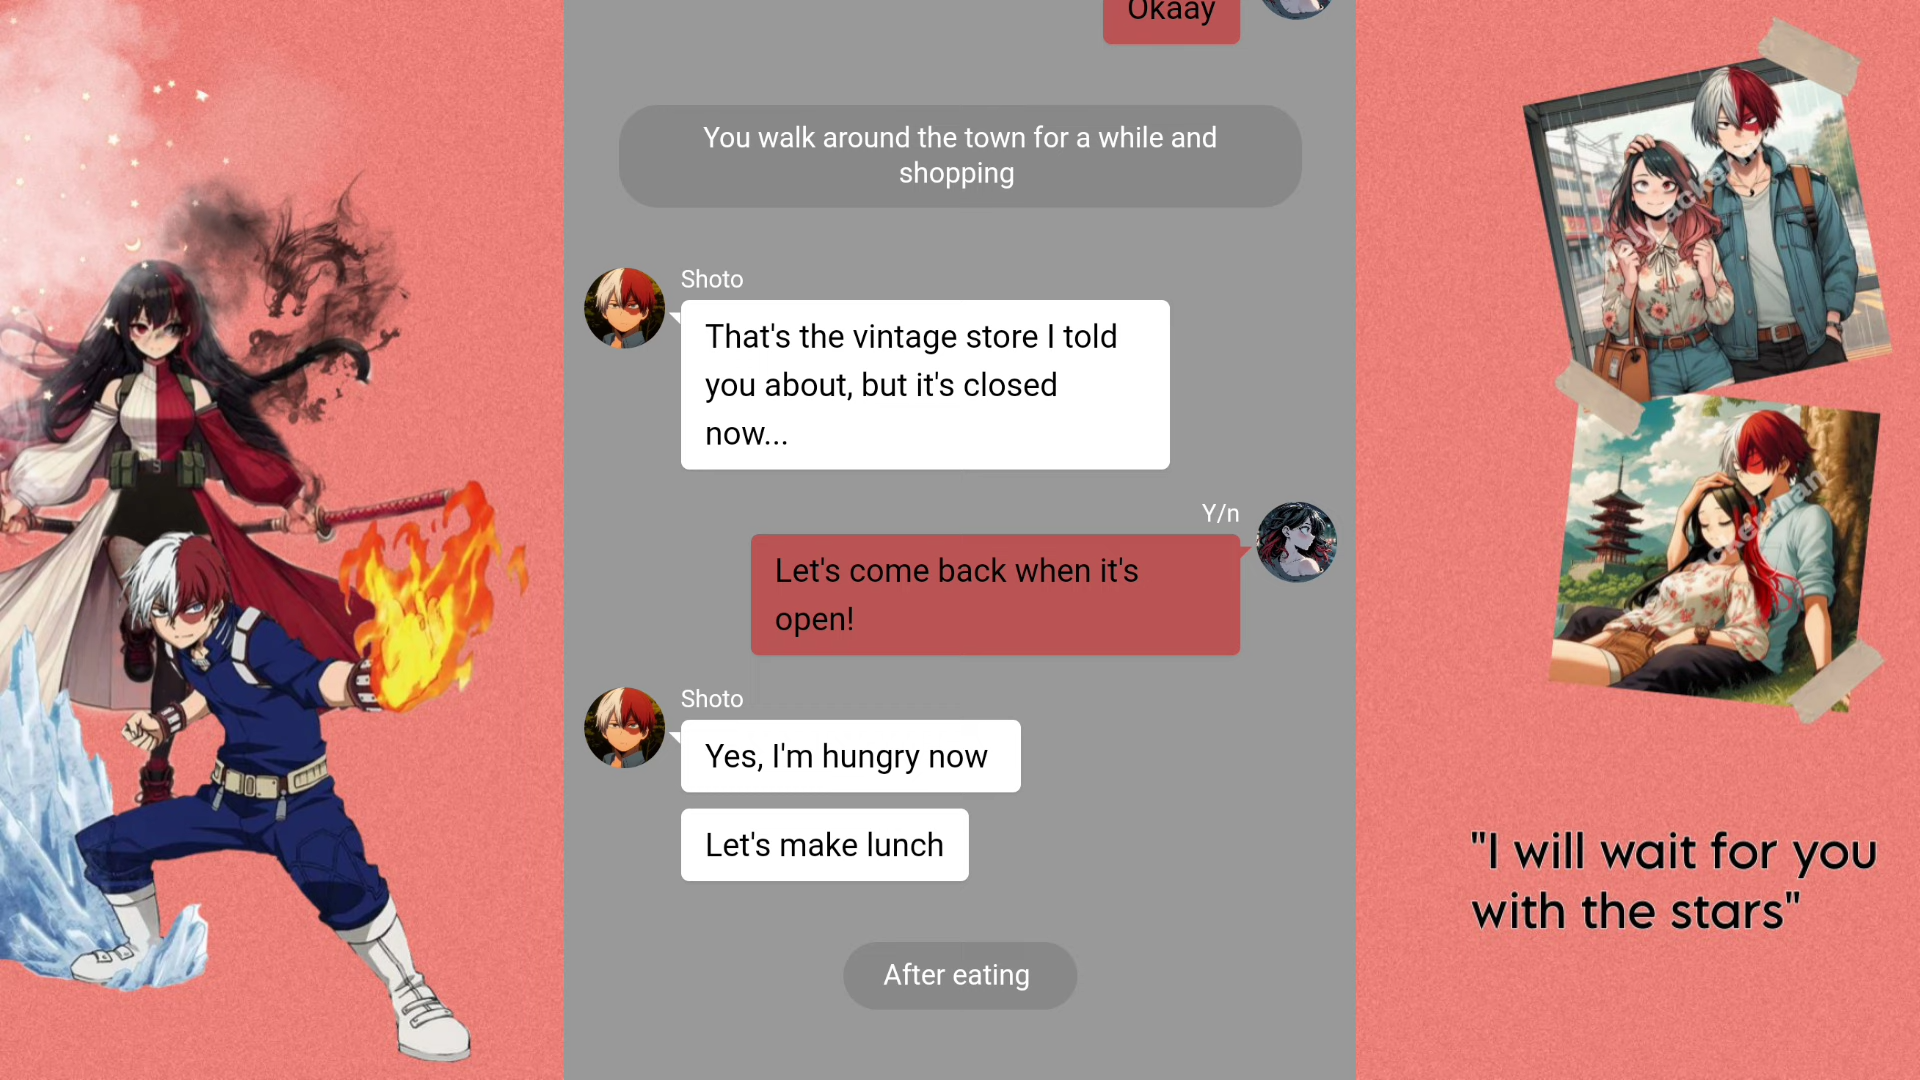 Okaay
You walk around the town for a while and
shopping
Shoto
That's the vintage store I told
you about, but it's closed
now...
Y/n
Let's come back when it's
open!
Shoto
Yes, I'm hungry now
Let's make lunch
After eating
"I will wait for you
with the stars"